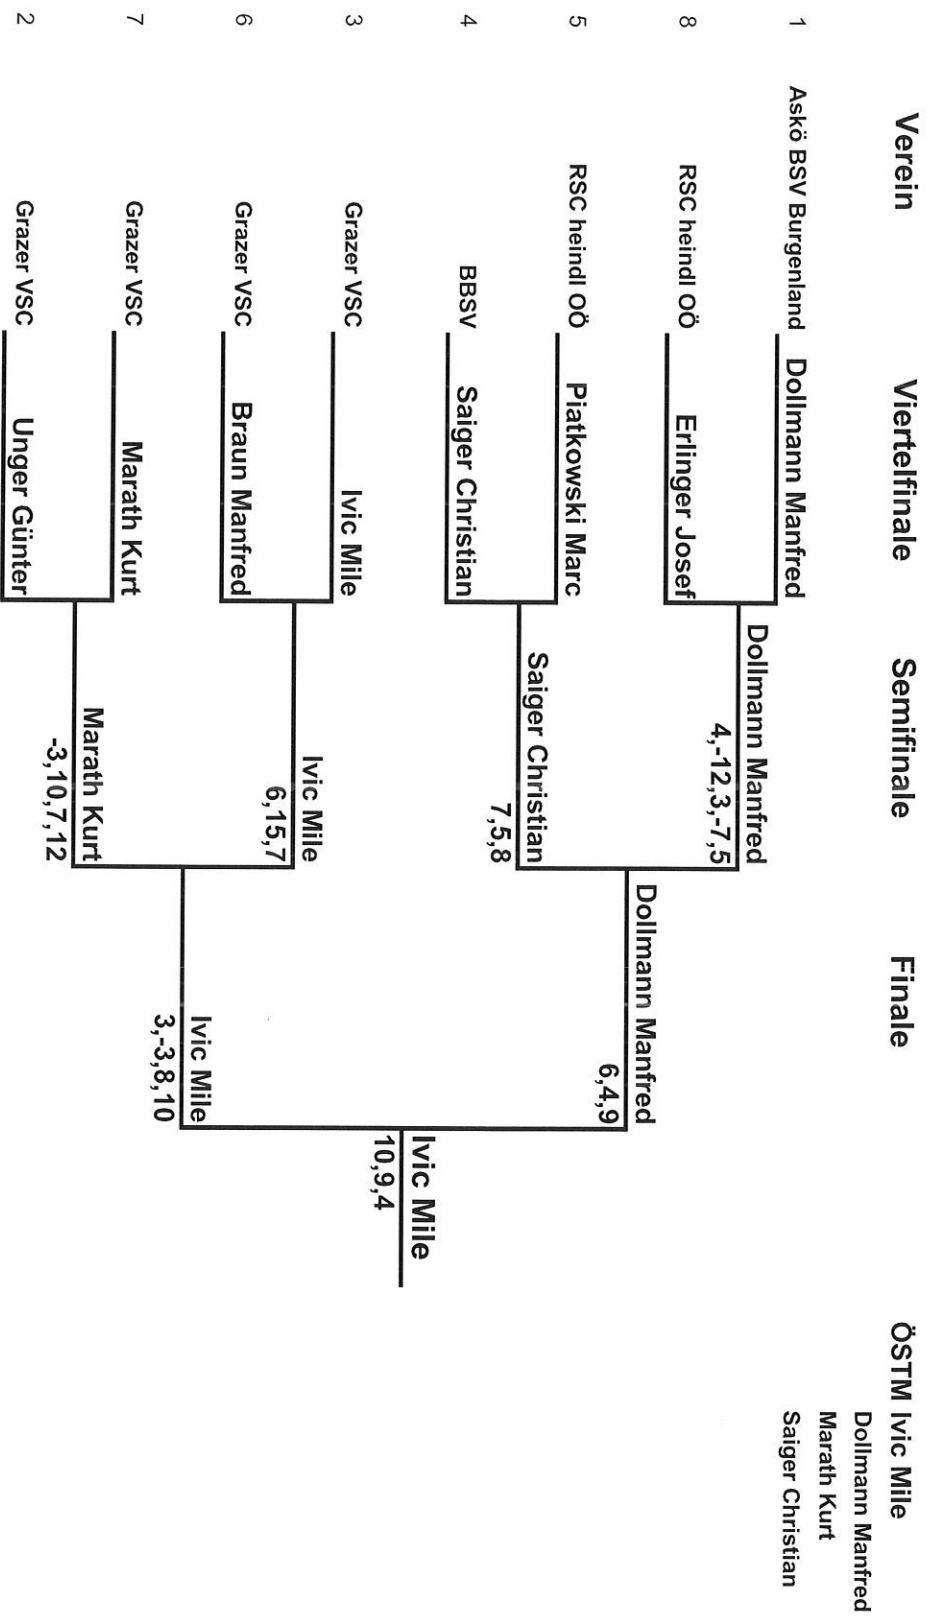 Verein Viertelfinale Semifinale Finale ÖSTM Ivic Mile
Dollmann Manfred
Marath Kurt
Saiger Christian
1 Askö BSV Burgenland Dollmann Manfred
Dollmann Manfred
4,-12,3,-7,5
8 RSC heindl OÖ Erlinger Josef
Dollmann Manfred
6,4,9
5 RSC heindl OÖ Piatkowski Marc
Saiger Christian
7,5,8
4 BBSV Saiger Christian
Ivic Mile
10,9,4
3 Grazer VSC Ivic Mile
Ivic Mile
6,15,7
6 Grazer VSC Braun Manfred
Ivic Mile
3,-3,8,10
7 Grazer VSC Marath Kurt
Marath Kurt
-3,10,7,12
2 Grazer VSC Unger Günter